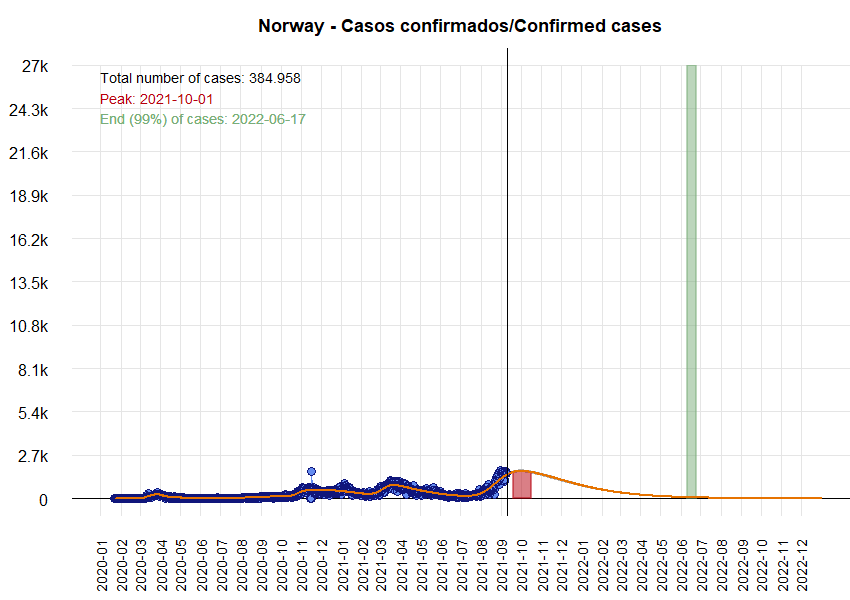 Norway - Casos confirmados/Confirmed cases
Total number of cases: 384.958
Peak: 2021-10-01
End (99%) of cases: 2022-06-17
27k
24.3k
21.6k
18.9k
16.2k
13.5k
10.8k
8.1k
5.4k
2.7k
0
2020-01
2020-02
2020-03
2020-04
2020-05
2020-06
2020-07
2020-08
2020-09
2020-10
2020-11
2020-12
2021-01
2021-02
2021-03
2021-04
2021-05
2021-06
2021-07
2021-08
2021-09
2021-10
2021-11
2021-12
2022-01
2022-02
2022-03
2022-04
2022-05
2022-06
2022-07
2022-08
2022-09
2022-10
2022-11
2022-12